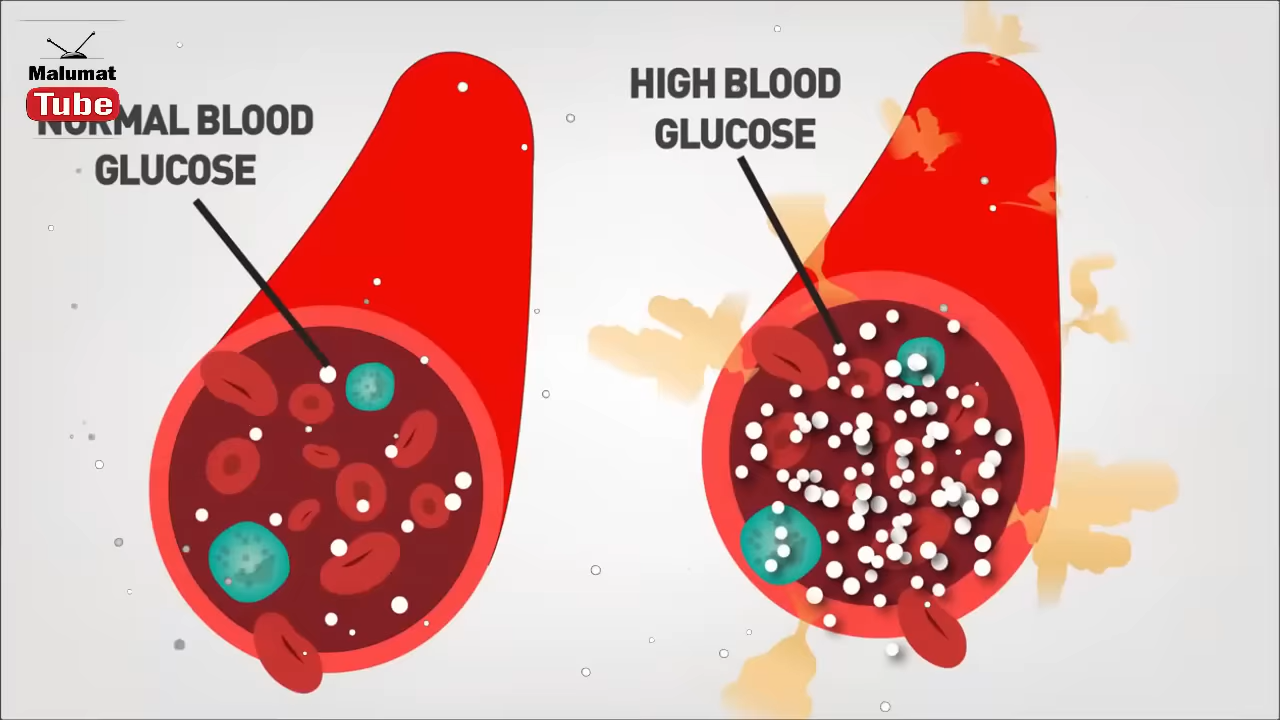 Malumat
Tube
NORMAL BLOOD
GLUCOSE
HIGH BLOOD
GLUCOSE